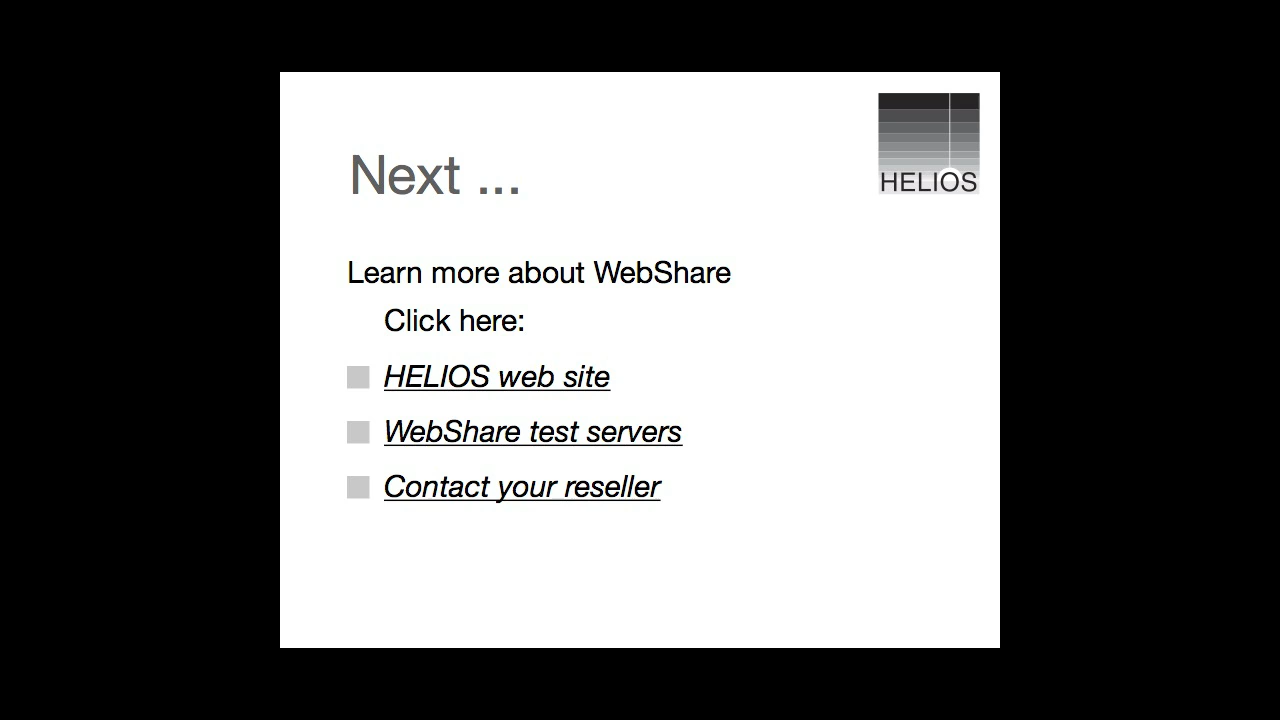 HELIOS
Next ...
Learn more about WebShare
Click here:
HELIOS web site
WebShare test servers
Contact your reseller